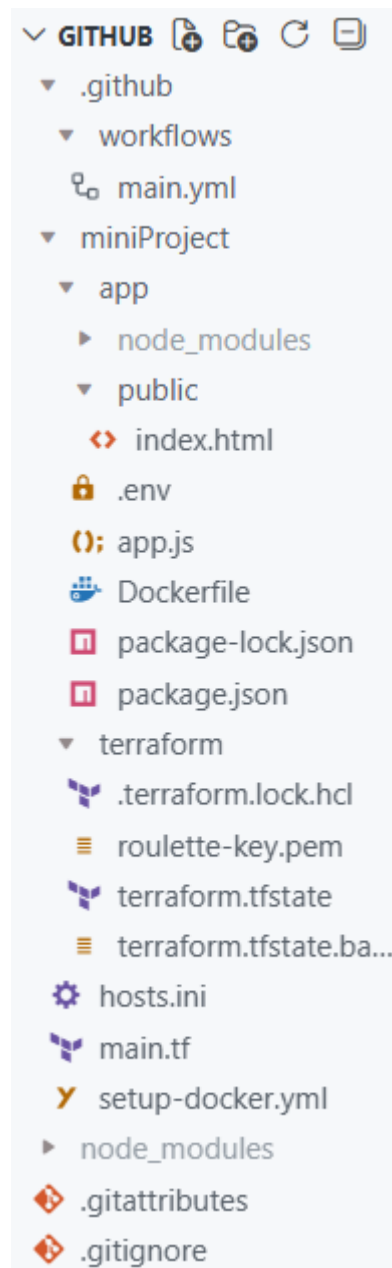 GITHUB
.github
workflows
main.yml
miniProject
app
node_modules
public
index.html
.env
app.js
Dockerfile
package-lock.json
package.json
terraform
.terraform.lock.hcl
roulette-key.pem
terraform.tfstate
terraform.tfstate.ba...
hosts.ini
main.tf
setup-docker.yml
node_modules
.gitattributes
.gitignore